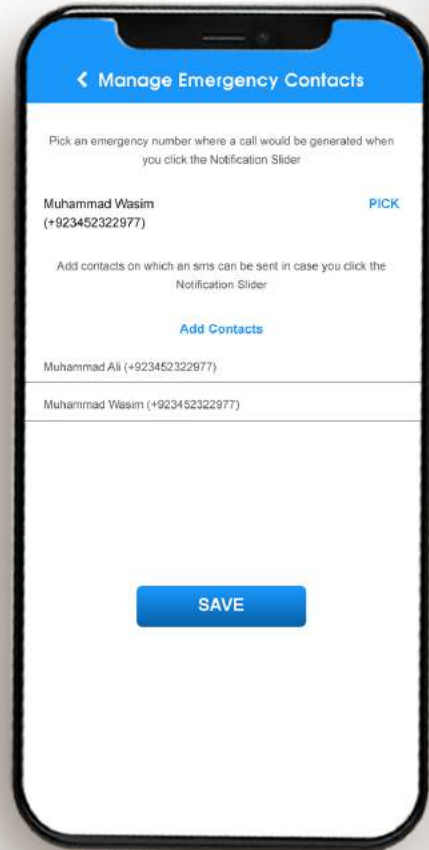 Manage Emergency Contacts
Pick an emergency number where a call would be generated when
you click the Notification Slider
Muhammad Wasim
PICK
(+923452322977)
Add contacts on which an sms can be sent in case you click the
Notification Slider
Add Contacts
Muhammad Ali (+923452322977)
Muhammad Wasim (+923452322977)
SAVE